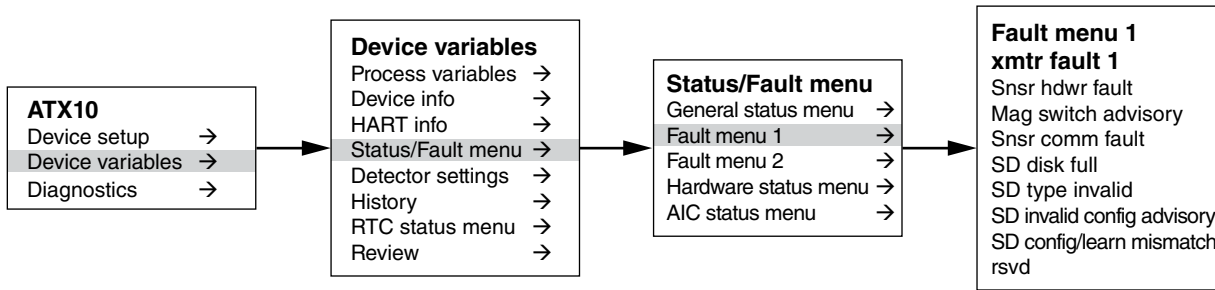 ATX10
Device setup →
Device variables →
Diagnostics →
Device variables
Process variables →
Device info →
HART info →
Status/Fault menu →
Detector settings →
History →
RTC status menu →
Review →
Status/Fault menu
General status menu →
Fault menu 1 →
Fault menu 2 →
Hardware status menu →
AIC status menu →
Fault menu 1
xmtr fault 1
Snsr hdwr fault
Mag switch advisory
Snsr comm fault
SD disk full
SD type invalid
SD invalid config advisory
SD config/learn mismatch
rsvd